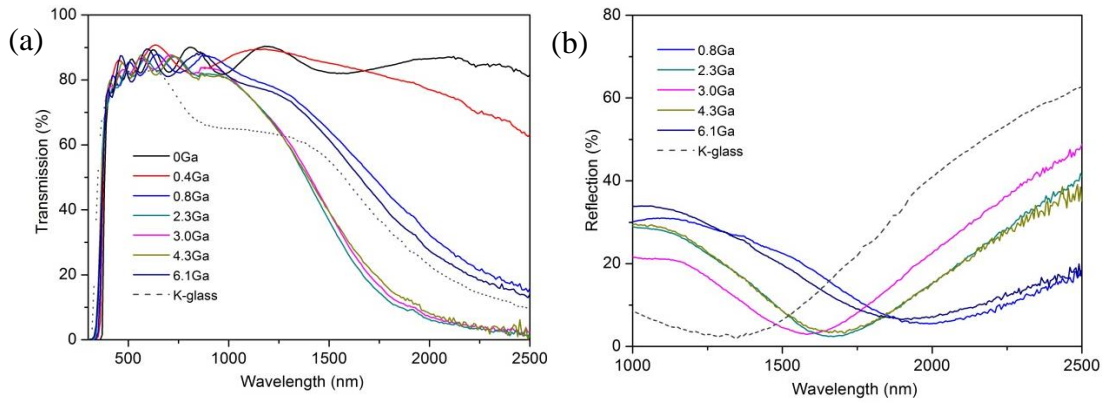 (a)
100
80
60
40
20
0
Transmission (%)
0Ga
0.4Ga
0.8Ga
2.3Ga
3.0Ga
4.3Ga
6.1Ga
K-glass
500 1000 1500 2000 2500
Wavelength (nm)
(b)
80
60
40
20
0
Reflection (%)
0.8Ga
2.3Ga
3.0Ga
4.3Ga
6.1Ga
K-glass
1000 1500 2000 2500
Wavelength (nm)